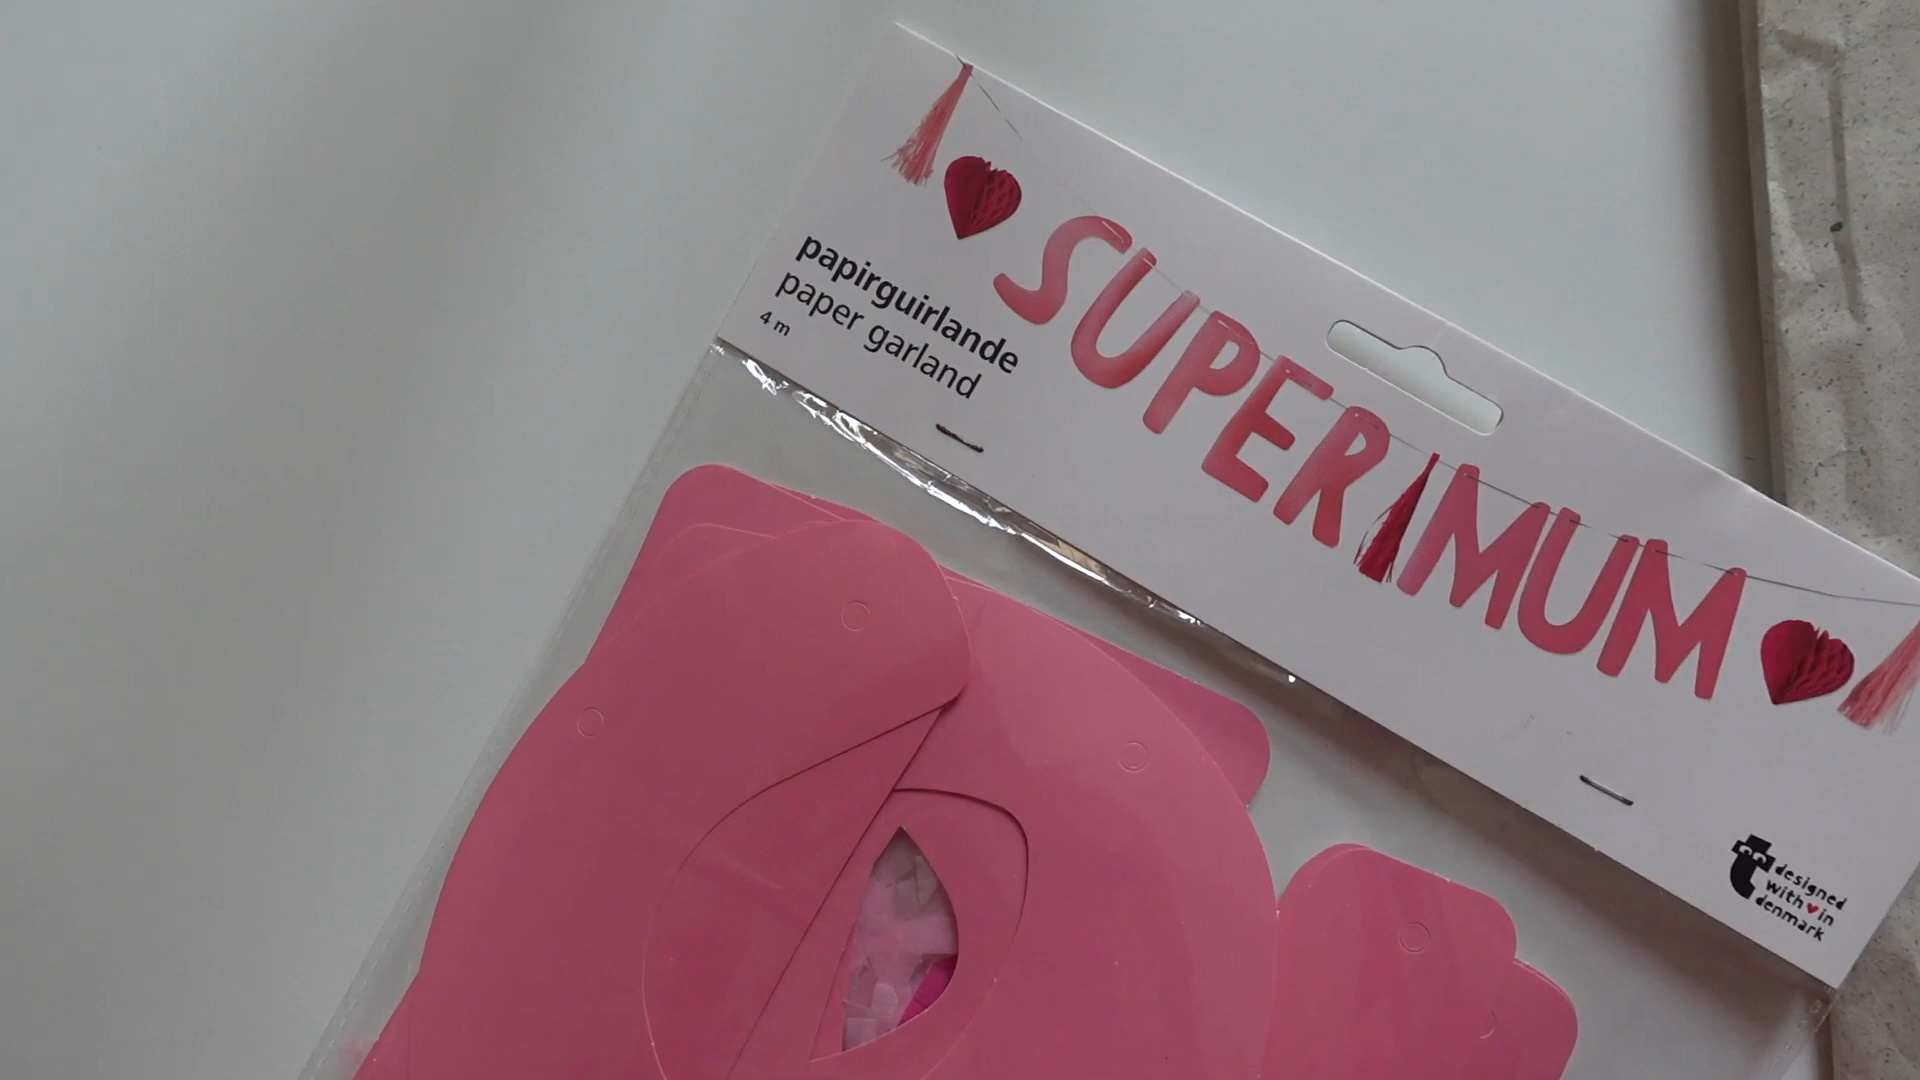 papirguirlande
paper garland
4 m
SUPER MUM
designed
with in
denmark